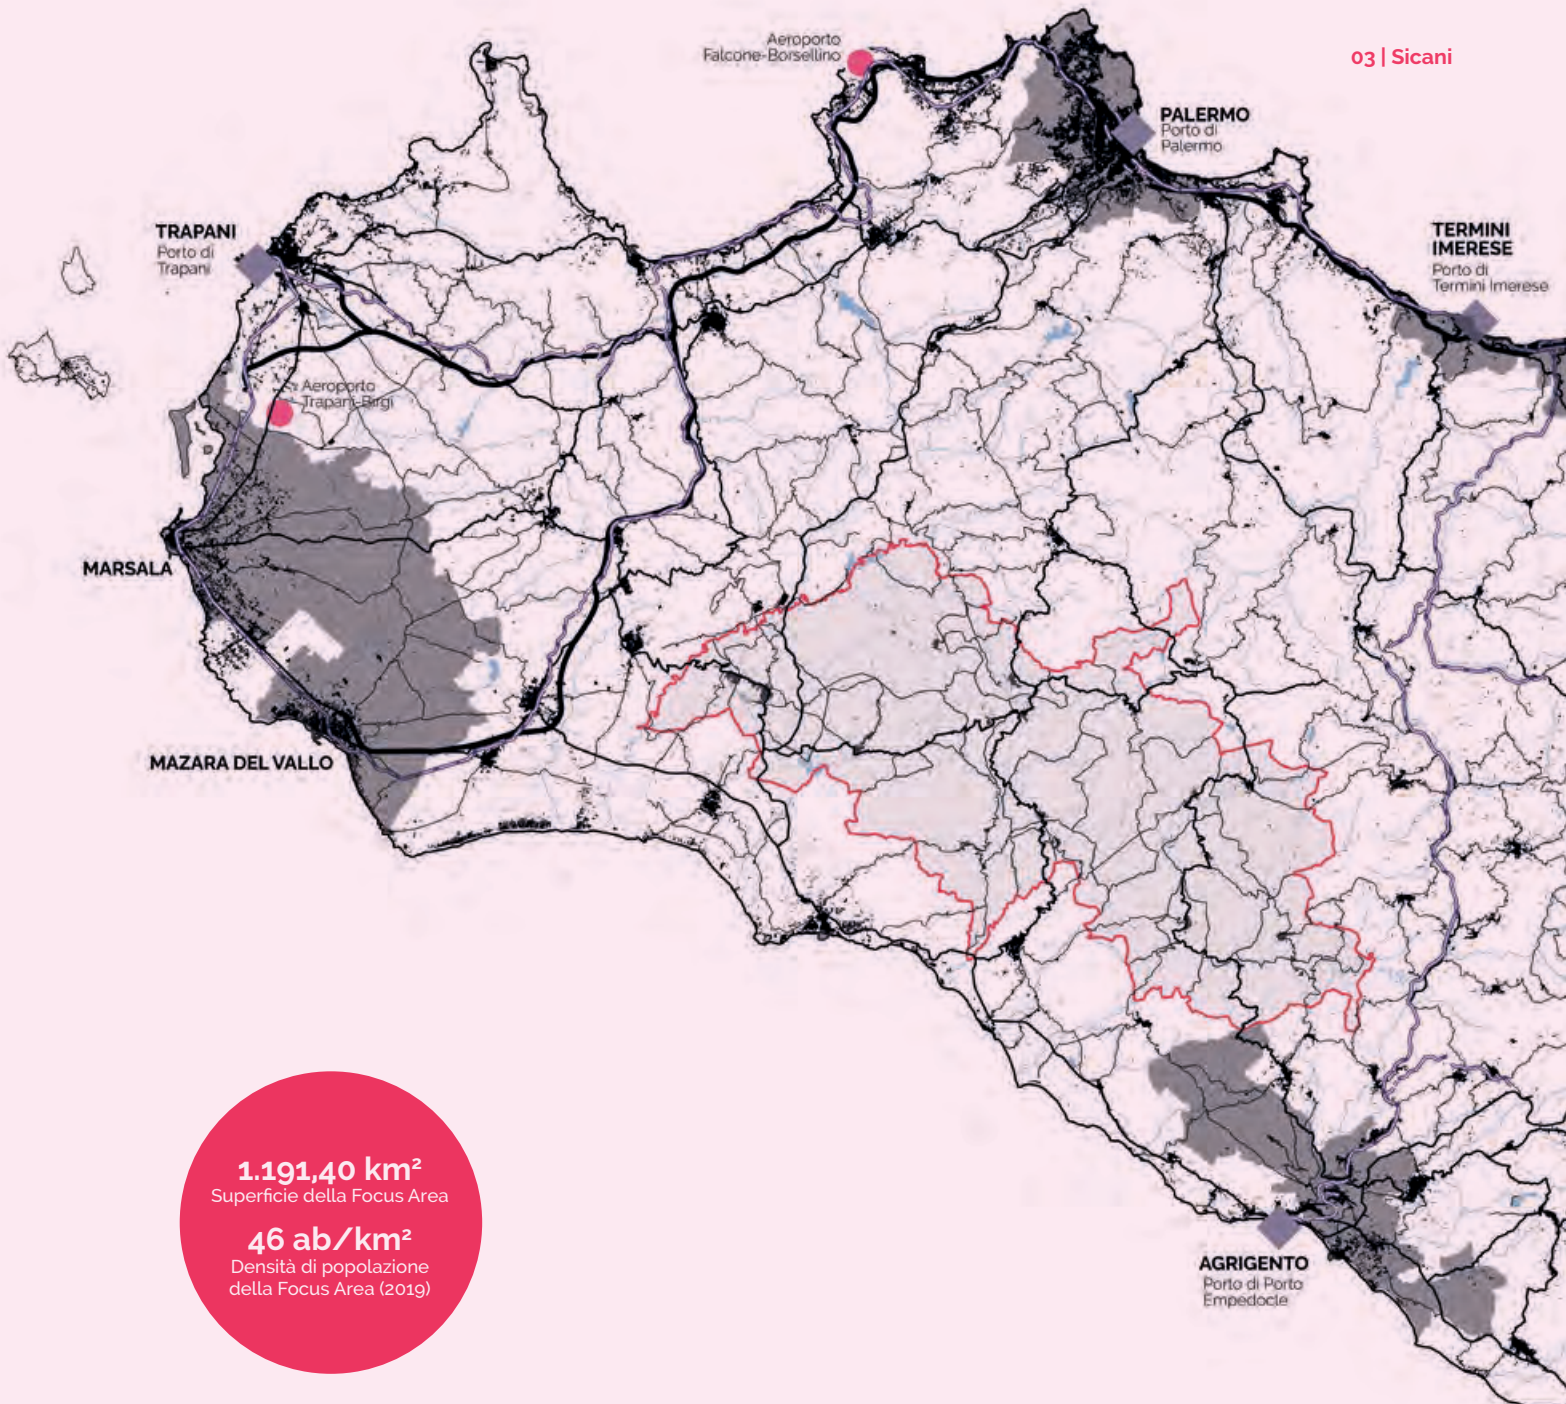 03 | Sicani
Aeroporto
Falcone-Borsellino
PALERMO
Porto di
Palermo
TRAPANI
Porto di
Trapani
TERMINI
IMERESE
Porto di
Termini Imerese
Aeroporto
Trapani-Birgi
MARSALA
MAZARA DEL VALLO
1.191,40 km²
Superficie della Focus Area
46 ab/km²
Densità di popolazione
della Focus Area (2019)
AGRIGENTO
Porto di Porto
Empedocle